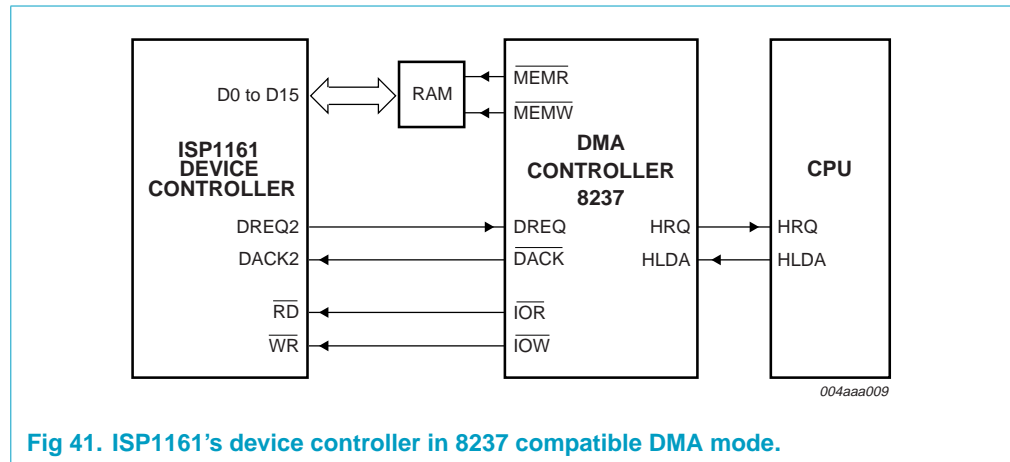 D0 to D15
RAM
MEMR
MEMW
ISP1161
DEVICE
CONTROLLER
DMA
CONTROLLER
8237
CPU
DREQ2
DREQ
HRQ
HRQ
DACK2
DACK
HLDA
HLDA
RD
IOR
WR
IOW
004aaa009
Fig 41. ISP1161's device controller in 8237 compatible DMA mode.